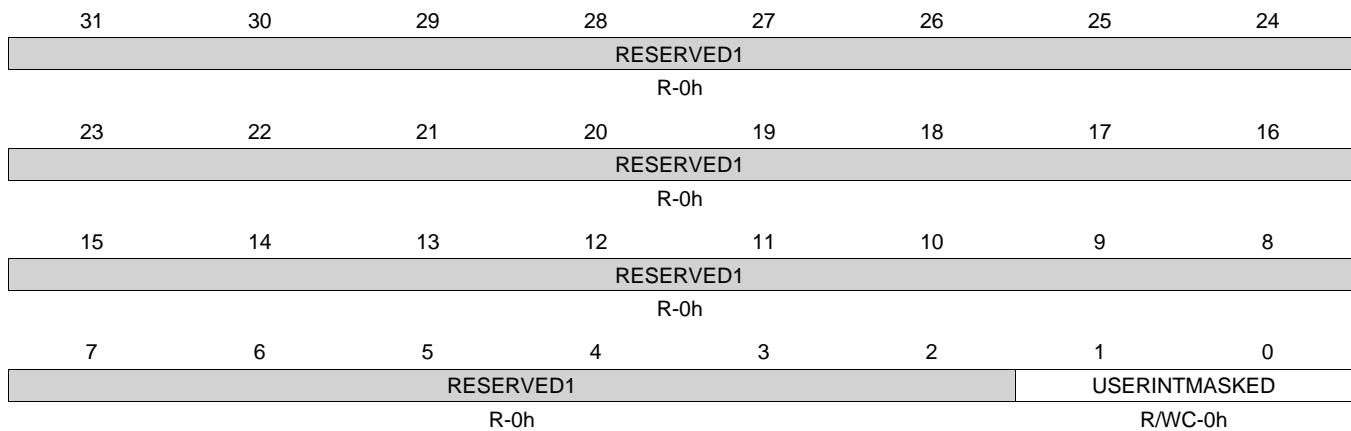 31 30 29 28 27 26 25 24
RESERVED1
R-0h
23 22 21 20 19 18 17 16
RESERVED1
R-0h
15 14 13 12 11 10 9 8
RESERVED1
R-0h
7 6 5 4 3 2 1 0
RESERVED1 USERINTMASKED
R-0h R/WC-0h